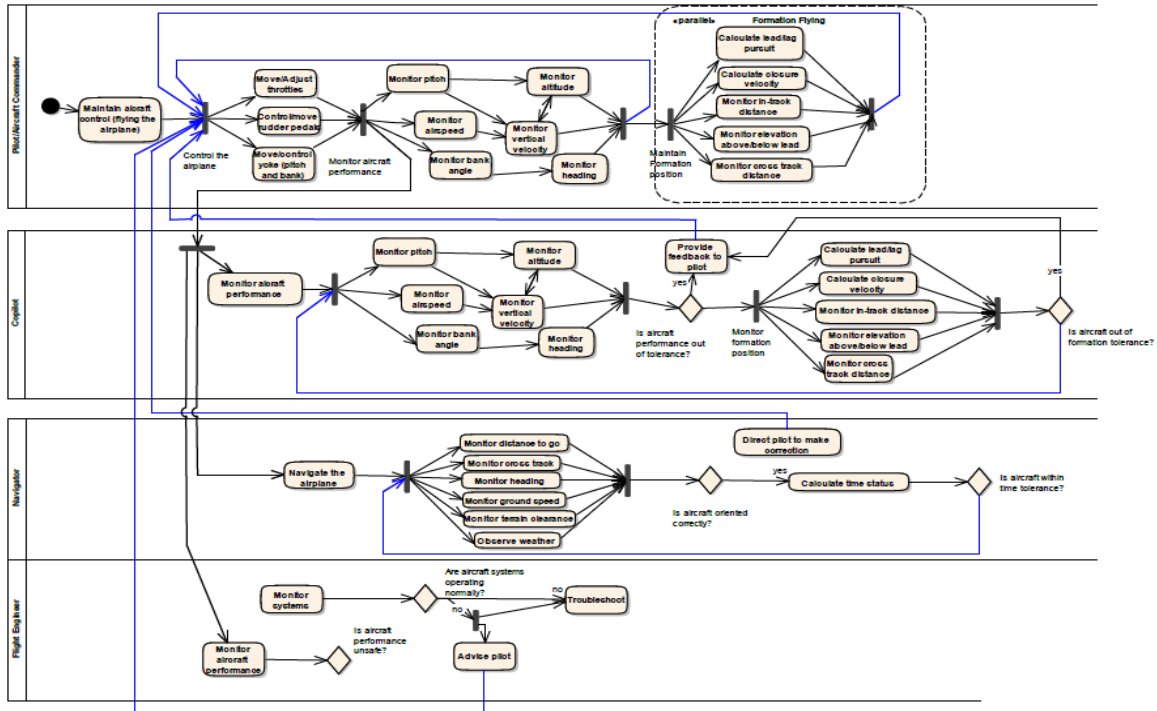 Pilot/Aircraft Commander
Maintain aircraft
control (flying the
airplane)
Control the
airplane
Move/Adjust
throttles
Control/move
rudder pedals
Move/control
yoke (pitch
and bank)
Monitor aircraft
performance
Monitor pitch
Monitor
airspeed
Monitor bank
angle
Monitor
altitude
Monitor
vertical
velocity
Monitor
heading
«parallel» Formation Flying
Maintain
Formation
position
Calculate lead/lag
pursuit
Calculate closure
velocity
Monitor in-track
distance
Monitor elevation
above/below lead
Monitor cross track
distance
Copilot
Monitor aircraft
performance
Monitor pitch
Monitor
airspeed
Monitor bank
angle
Monitor
altitude
Monitor
vertical
velocity
Monitor
heading
Provide
feedback to
pilot
yes
Is aircraft
performance out
of tolerance?
Monitor
formation
position
Calculate lead/lag
pursuit
Calculate closure
velocity
Monitor in-track distance
Monitor elevation
above/below lead
Monitor cross
track distance
yes
Is aircraft out of
formation tolerance?
Navigator
Navigate the
airplane
Monitor distance to go
Monitor cross track
Monitor heading
Monitor ground speed
Monitor terrain clearance
Observe weather
Direct pilot to make
correction
Is aircraft oriented
correctly?
yes
Calculate time status
Is aircraft within
time tolerance?
Flight Engineer
Monitor
systems
Are aircraft systems
operating
normally?
no
no
Troubleshoot
Advise pilot
Monitor
aircraft
performance
Is aircraft
performance
unsafe?